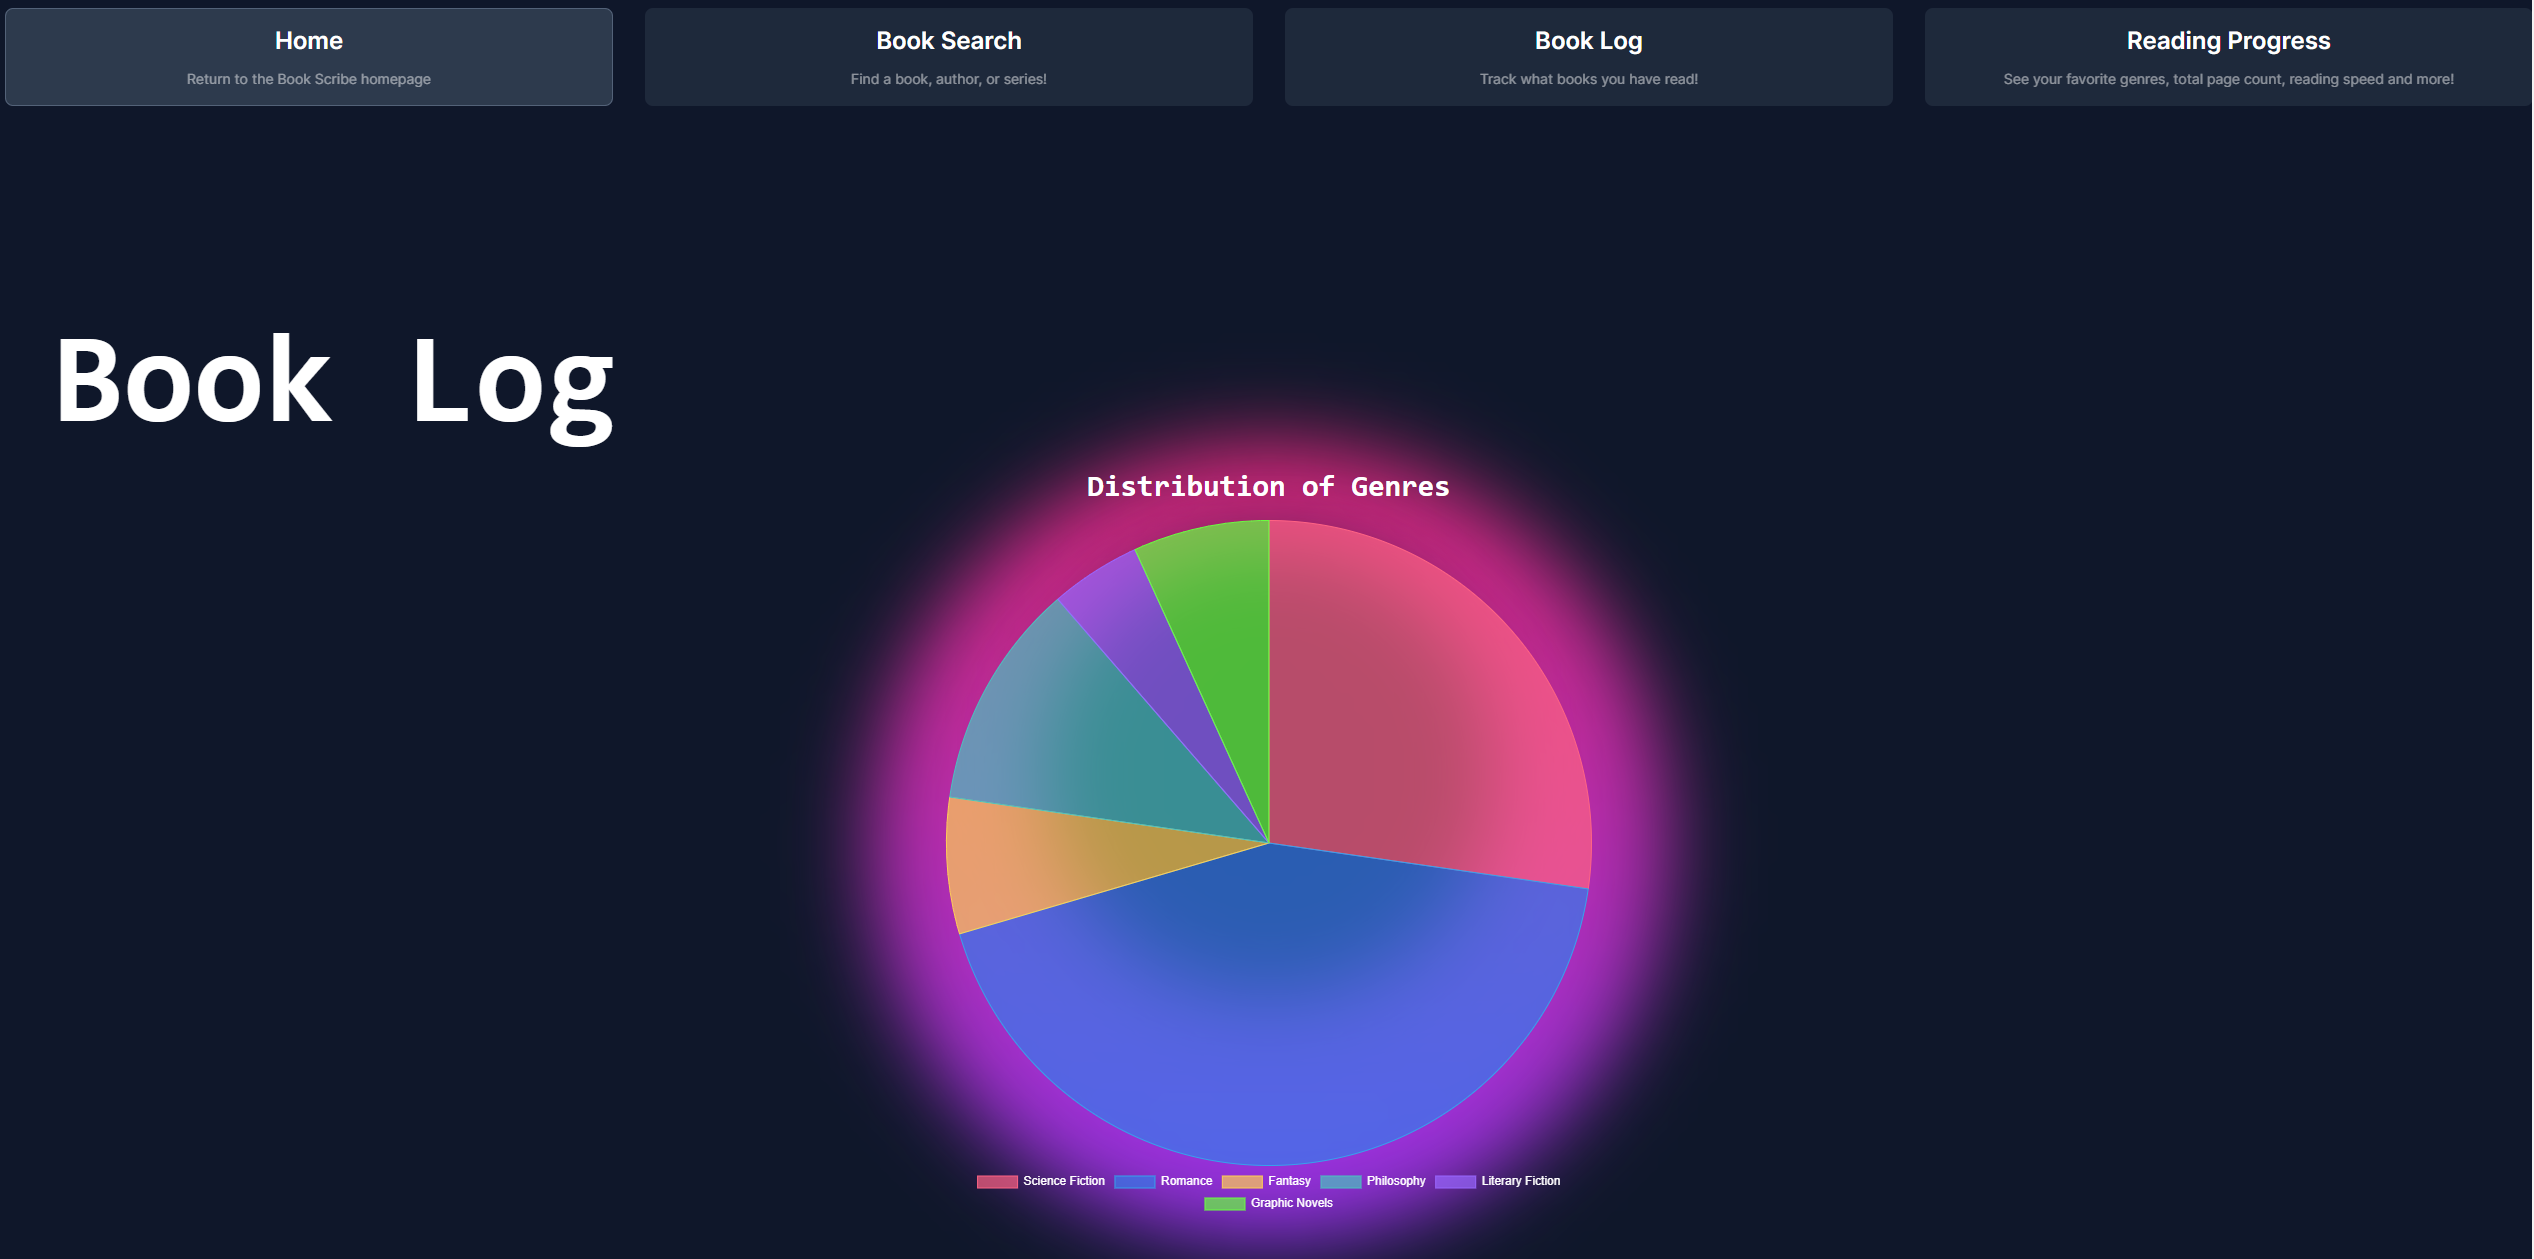 Home
Return to the Book Scribe homepage
Book Search
Find a book, author, or series!
Book Log
Track what books you have read!
Reading Progress
See your favorite genres, total page count, reading speed and more!
Book Log
Distribution of Genres
Science Fiction Romance Fantasy Philosophy Literary Fiction
Graphic Novels